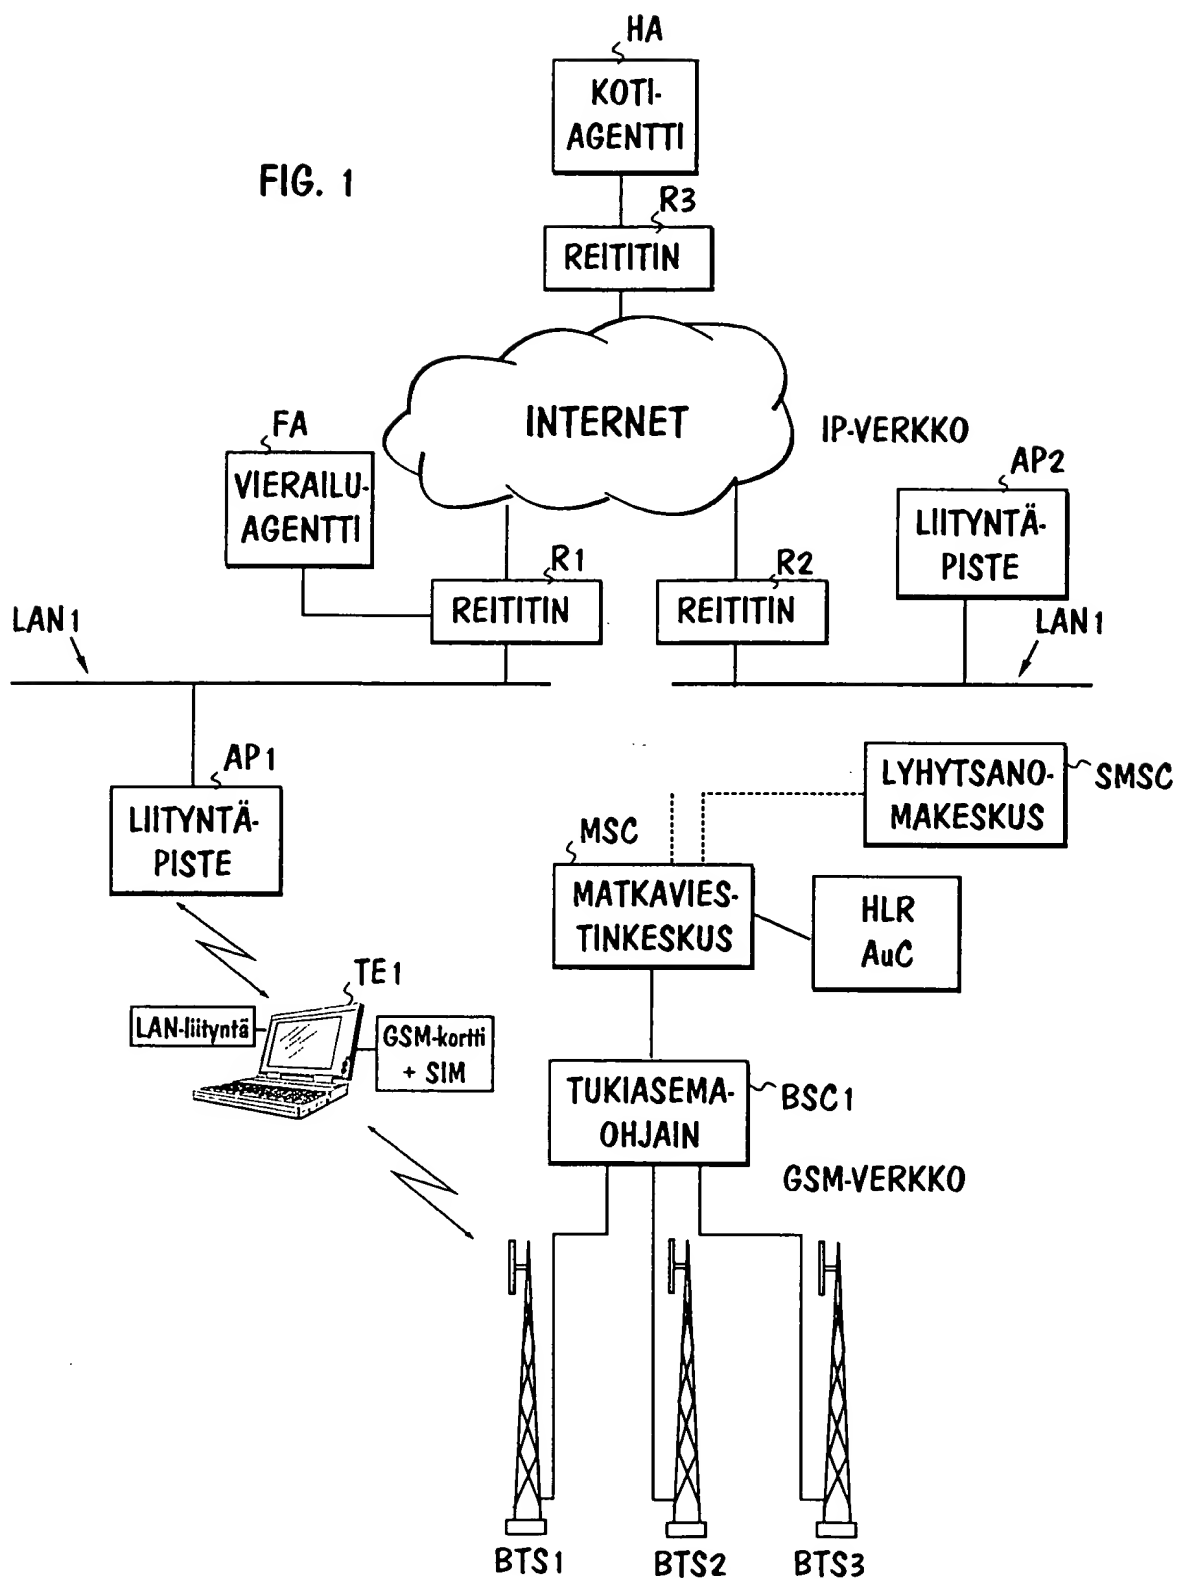 HA
KOTI-
AGENTTI
FIG. 1
R3
REITITIN
INTERNET
IP-VERKKO
FA
VIERAILU-
AGENTTI
AP2
LIITYNTÄ-
PISTE
R1
REITITIN
R2
REITITIN
LAN1
LAN1
AP1
LIITYNTÄ-
PISTE
LYHYTSANO-
MAKESKUS
SMSC
MSC
MATKAVIES-
TINKESKUS
HLR
AuC
TE1
LAN-liityntä
GSM-kortti
+ SIM
TUKIASEMA-
OHJAIN
BSC1
GSM-VERKKO
BTS1
BTS2
BTS3